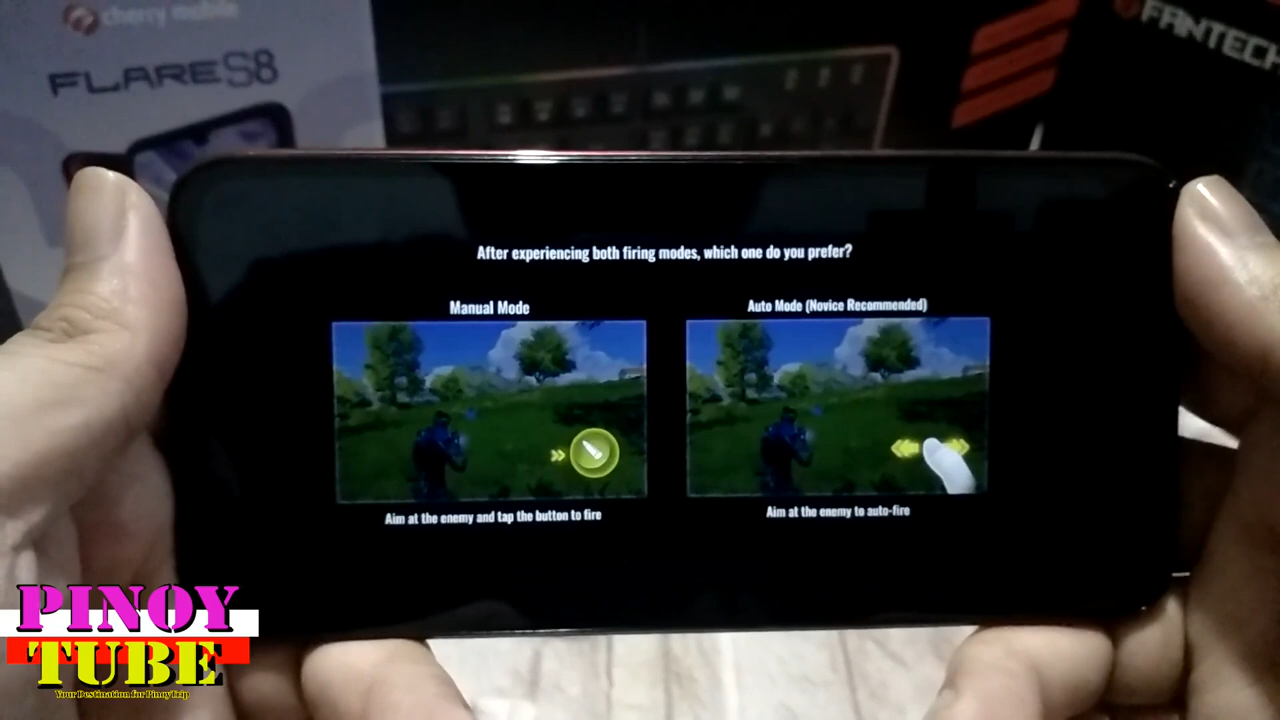 cherry mobile
FLARE S8
FANTECH
After experiencing both firing modes, which one do you prefer?
Manual Mode
Auto Mode (Novice Recommended)
Aim at the enemy and tap the button to fire
Aim at the enemy to auto-fire
PINOY
TUBE
Your Destination for PinoyTrip